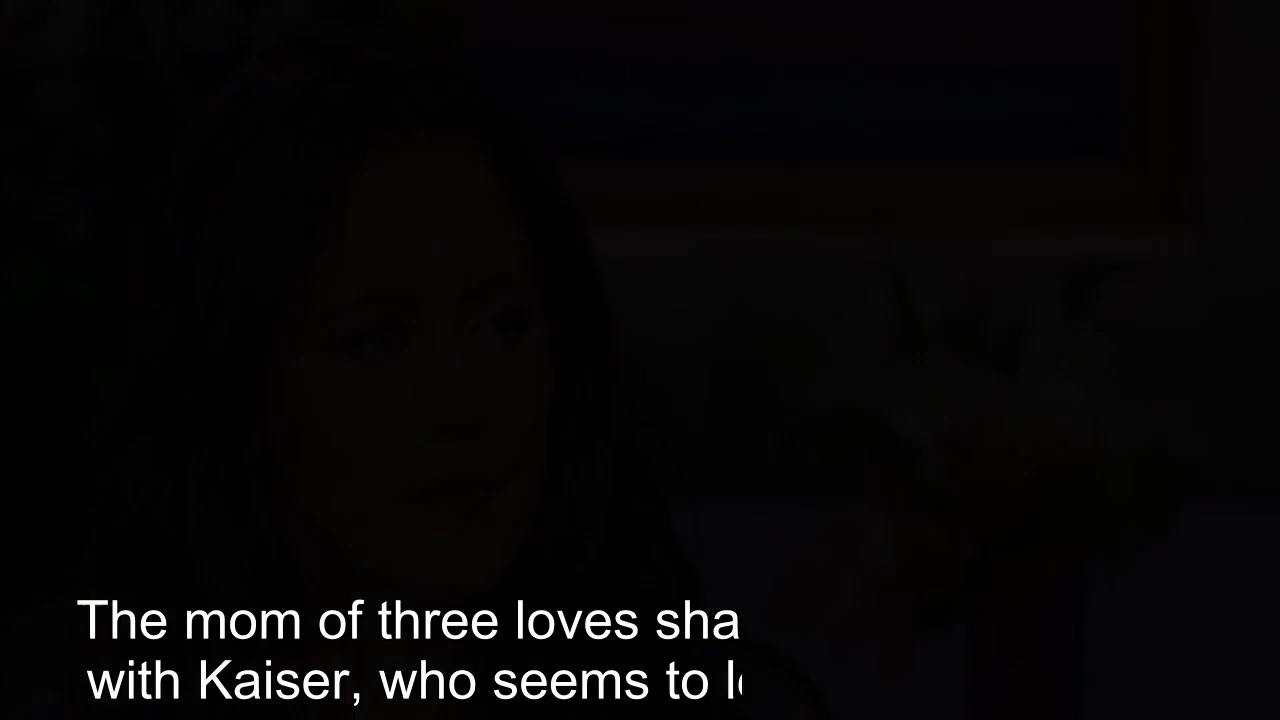 The mom of three loves sha
with Kaiser, who seems to l